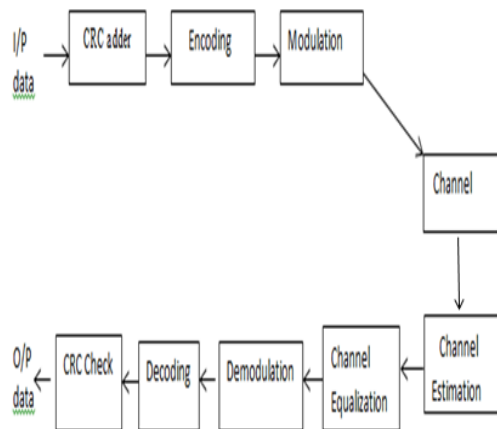 I/P
data
CRC adder
Encoding
Modulation
Channel
Channel
Estimation
Channel
Equalization
Demodulation
Decoding
CRC Check
O/P
data